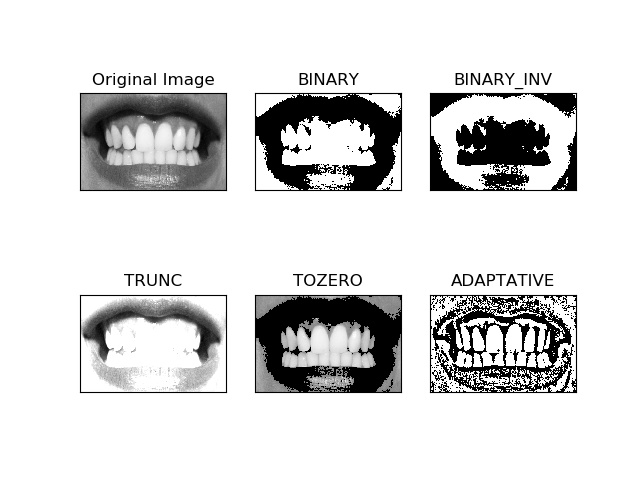 Original Image
BINARY
BINARY_INV
TRUNC
TOZERO
ADAPTATIVE